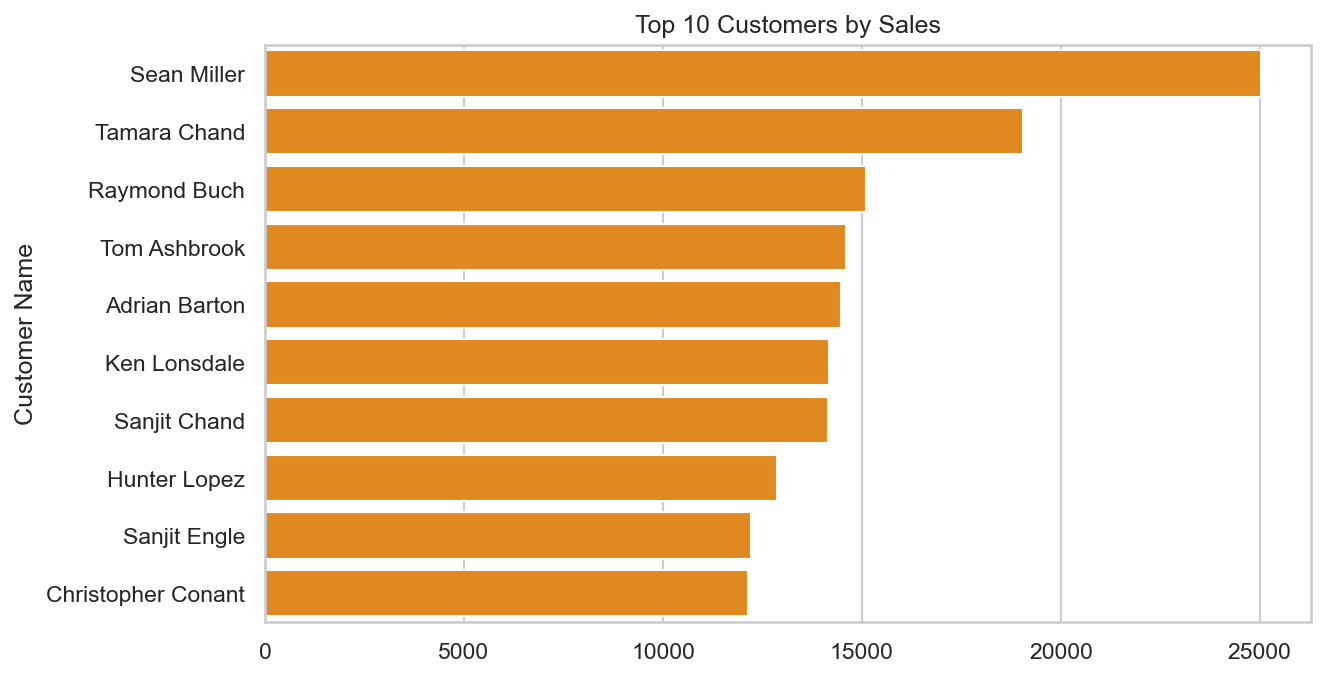 Top 10 Customers by Sales
Customer Name
Sean Miller
Tamara Chand
Raymond Buch
Tom Ashbrook
Adrian Barton
Ken Lonsdale
Sanjit Chand
Hunter Lopez
Sanjit Engle
Christopher Conant
0 5000 10000 15000 20000 25000